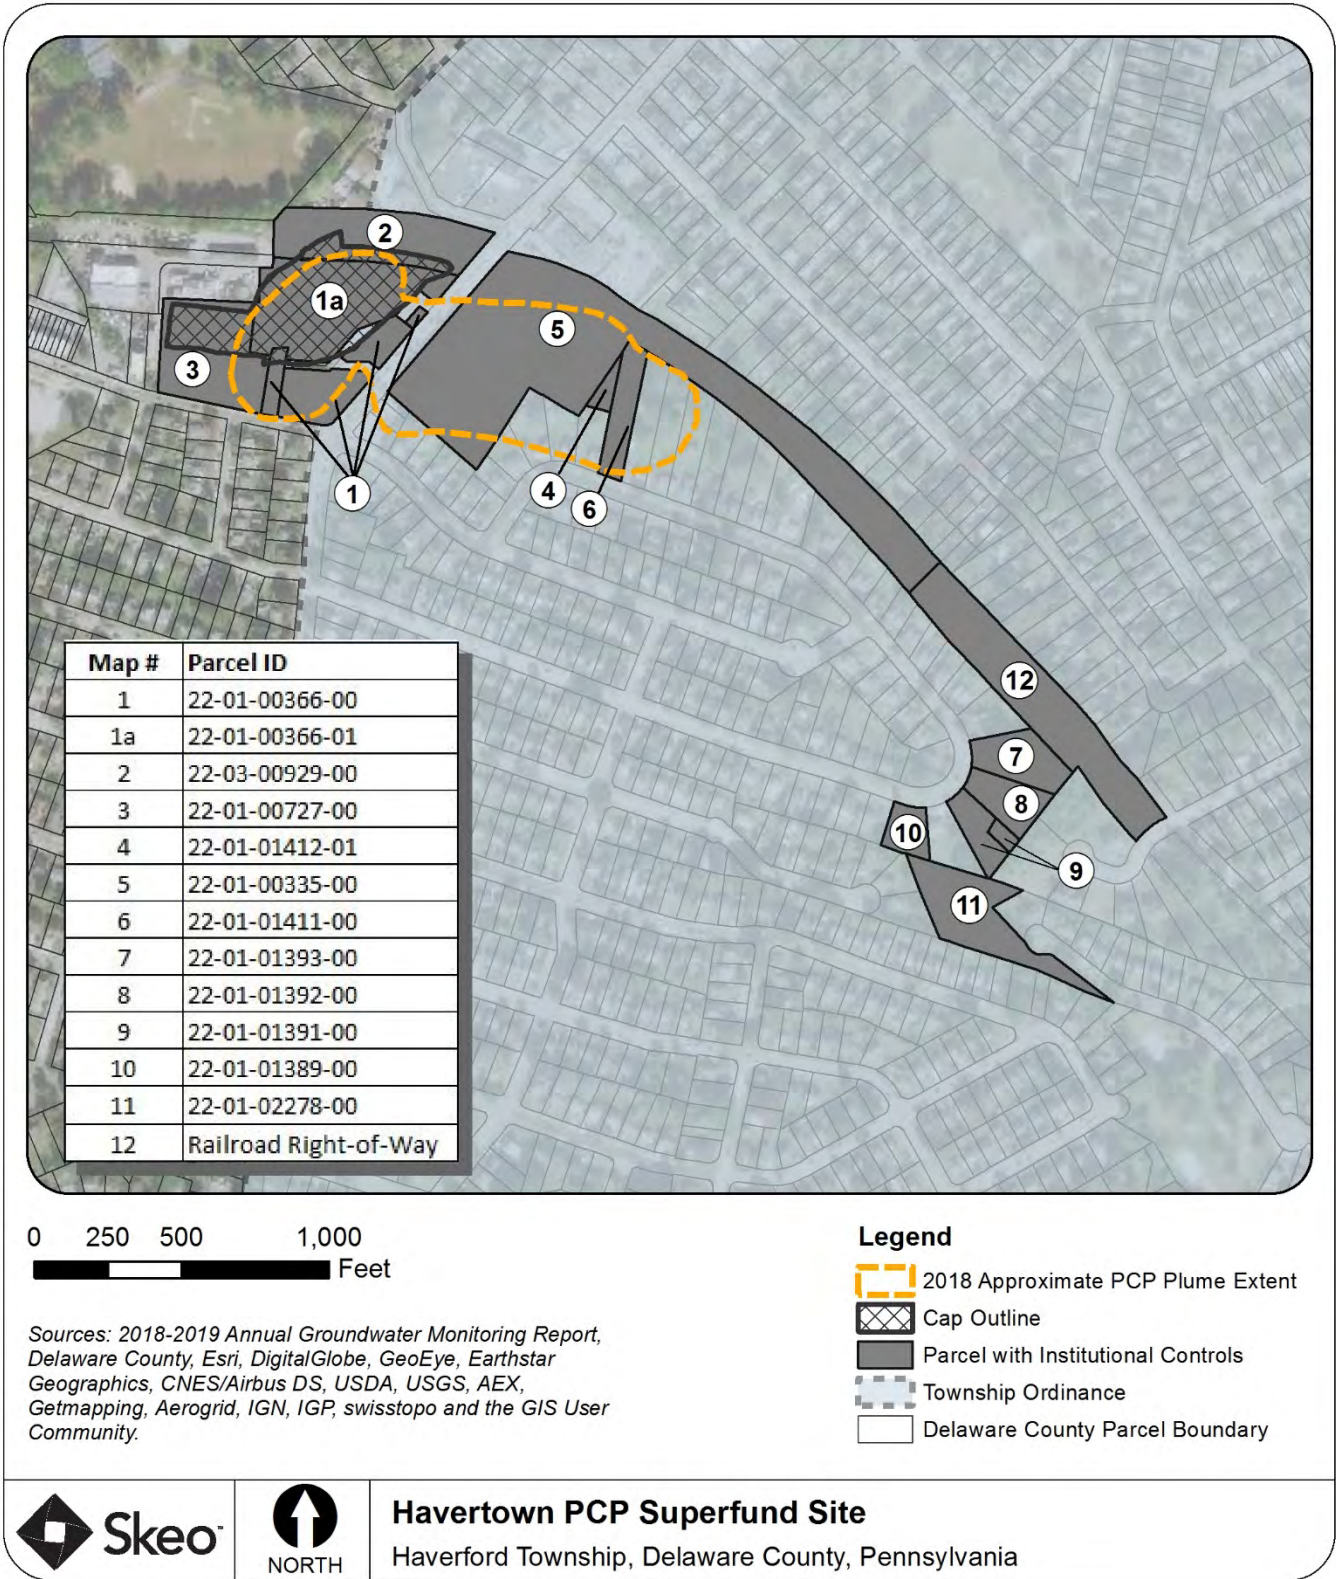 2
1a
5
3
4
6
1
12
7
8
10
9
11
Map # Parcel ID
1 22-01-00366-00
1a 22-01-00366-01
2 22-03-00929-00
3 22-01-00727-00
4 22-01-01412-01
5 22-01-00335-00
6 22-01-01411-00
7 22-01-01393-00
8 22-01-01392-00
9 22-01-01391-00
10 22-01-01389-00
11 22-01-02278-00
12 Railroad Right-of-Way
0 250 500 1,000
Feet
Sources: 2018-2019 Annual Groundwater Monitoring Report,
Delaware County, Esri, DigitalGlobe, GeoEye, Earthstar
Geographics, CNES/Airbus DS, USDA, USGS, AEX,
Getmapping, Aerogrid, IGN, IGP, swisstopo and the GIS User
Community.
Legend
2018 Approximate PCP Plume Extent
Cap Outline
Parcel with Institutional Controls
Township Ordinance
Delaware County Parcel Boundary
Skeo
NORTH
Havertown PCP Superfund Site
Haverford Township, Delaware County, Pennsylvania